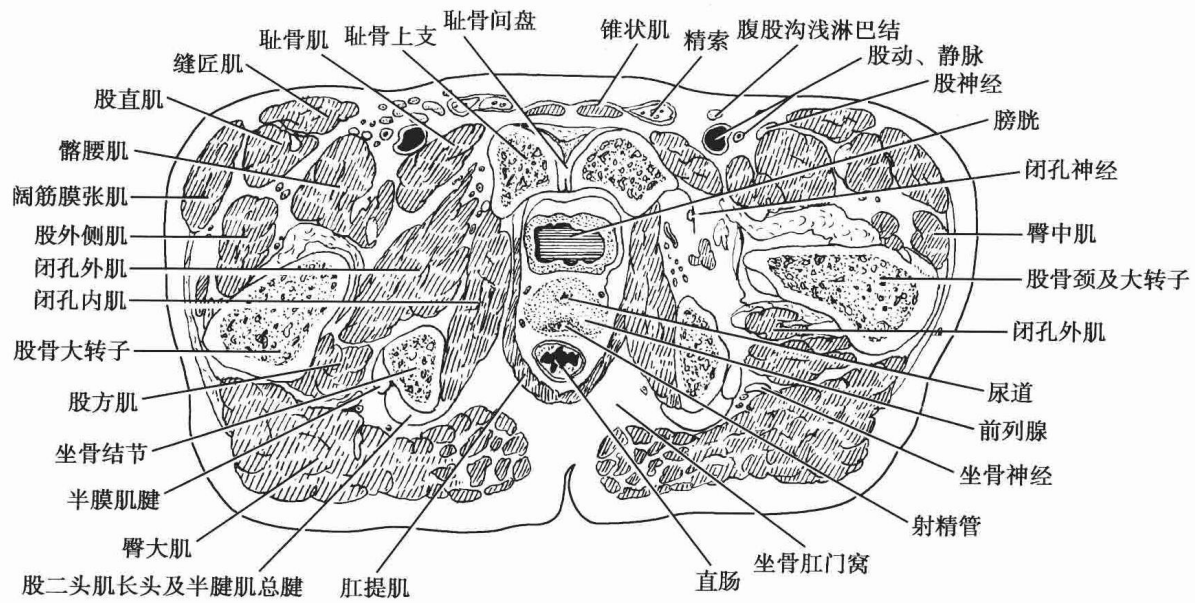 耻骨间盘
耻骨肌
耻骨上支
锥状肌
精索
腹股沟浅淋巴结
缝匠肌
股动、静脉
股直肌
股神经
髂腰肌
膀胱
阔筋膜张肌
闭孔神经
股外侧肌
臀中肌
闭孔外肌
股骨颈及大转子
闭孔内肌
闭孔外肌
股骨大转子
尿道
股方肌
前列腺
坐骨结节
坐骨神经
半膜肌腱
射精管
臀大肌
坐骨肛门窝
股二头肌长头及半腱肌总腱
肛提肌
直肠